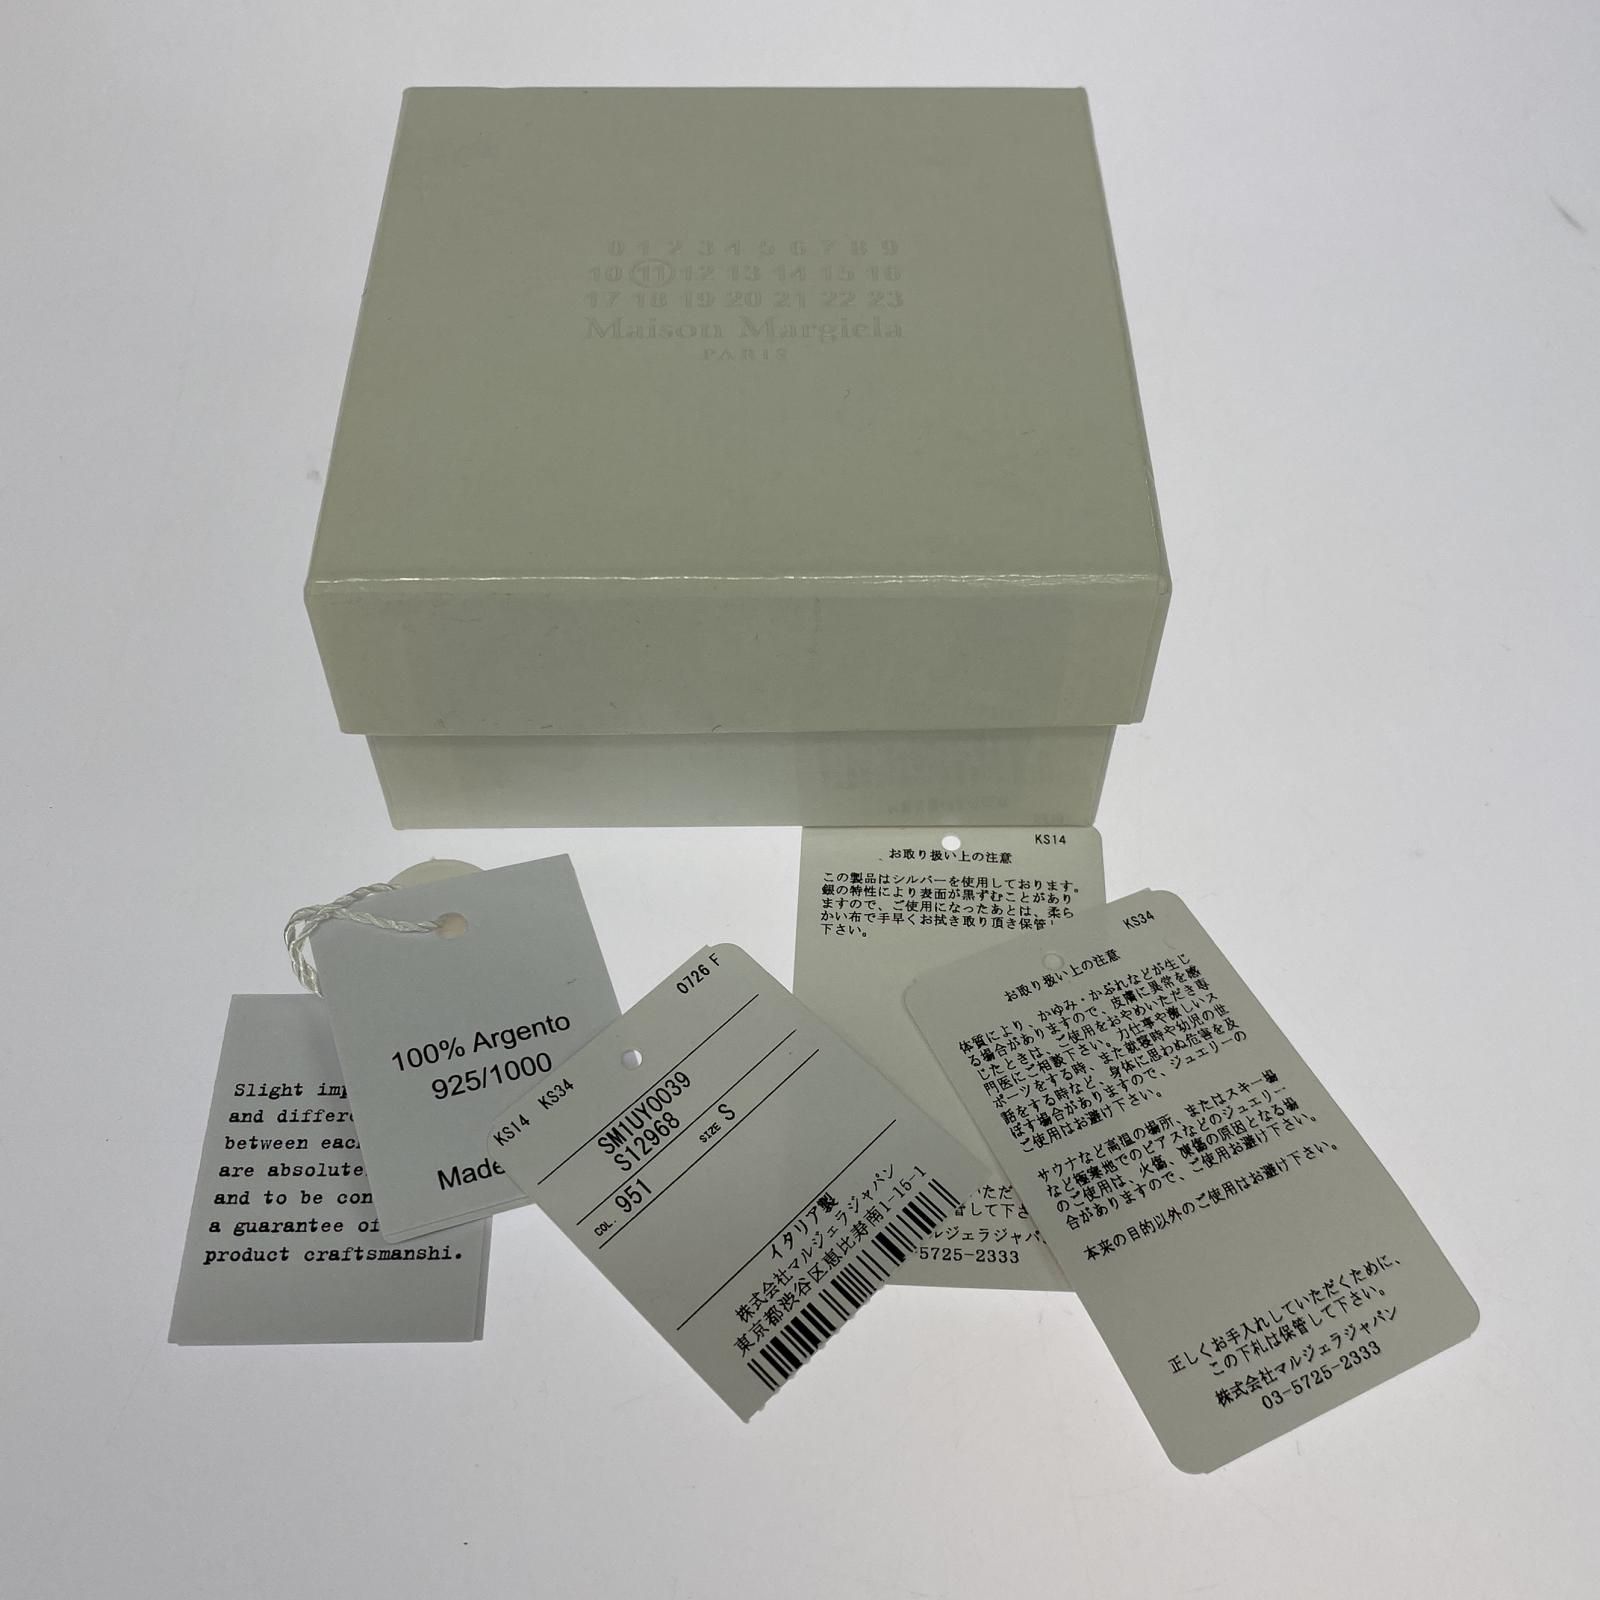 0 1 2 3 4 5 6 7 8 9
10 11 12 13 14 15 16
17 18 19 20 21 22 23
Maison Margiela
PARIS
KS14
お取り扱い上の注意
この製品はシルバーを使用しております。
銀の特性により表面が黒ずむことがあり
ますので、ご使用になったあとは、柔ら
かい布で手早くお拭き取り頂き保管
下さい。
5725-2333
KS34
お取り扱い上の注意
体質により、かゆみ・かぶれなどが生じ
る場合がありますので、皮膚に異常を感
じたときは、ご使用をおやめいただき専
門医にご相談下さい。力仕事や激しいス
ポーツをする時、また就寝時や幼児の世
話をする時など、身体に思わぬ危害を及
ぼす場合がありますので、ジュエリーの
ご使用はお避け下さい。
サウナなど高温の場所、またはスキー場
など極寒地でのピアスなどのジュエリー
のご使用は、火傷、凍傷の原因となる場
合がありますので、ご使用お避け下さい。
本来の目的以外のご使用はお避け下さい。
正しくお手入れしていただくために、
この下札は保管して下さい。
株式会社マルジェラジャパン
03-5725-2333
100% Argento
925/1000
Made
Slight
and
between
are
and to be
a guarantee of
product craftsmanshi.
0726 F
KS14 KS34
SM1UY0039
S12968
SIZE S
COL. 951
イタリア製
株式会社マルジェラジャパン
東京都渋谷区恵比寿南1-15-1